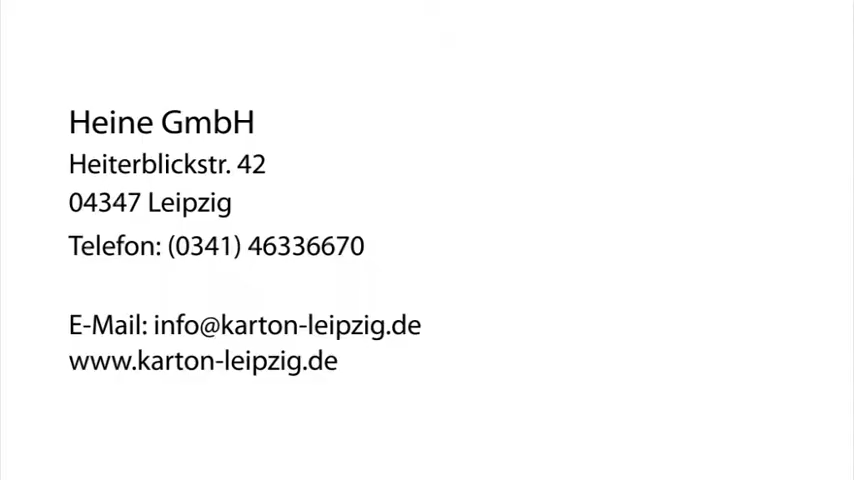 Heine GmbH
Heiterblickstr. 42
04347 Leipzig
Telefon: (0341) 46336670
E-Mail: info@karton-leipzig.de
www.karton-leipzig.de